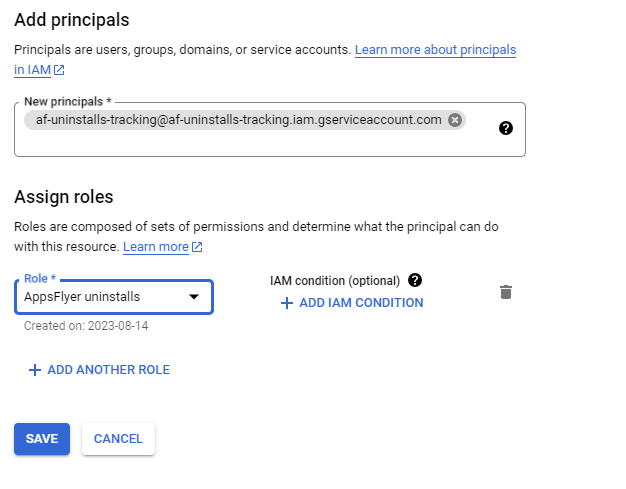 Add principals
Principals are users, groups, domains, or service accounts. Learn more about principals
in IAM
New principals *
af-uninstalls-tracking@af-uninstalls-tracking.iam.gserviceaccount.com
Assign roles
Roles are composed of sets of permissions and determine what the principal can do
with this resource. Learn more
Role *
AppsFlyer uninstalls
Created on: 2023-08-14
IAM condition (optional)
+ ADD IAM CONDITION
+ ADD ANOTHER ROLE
SAVE
CANCEL